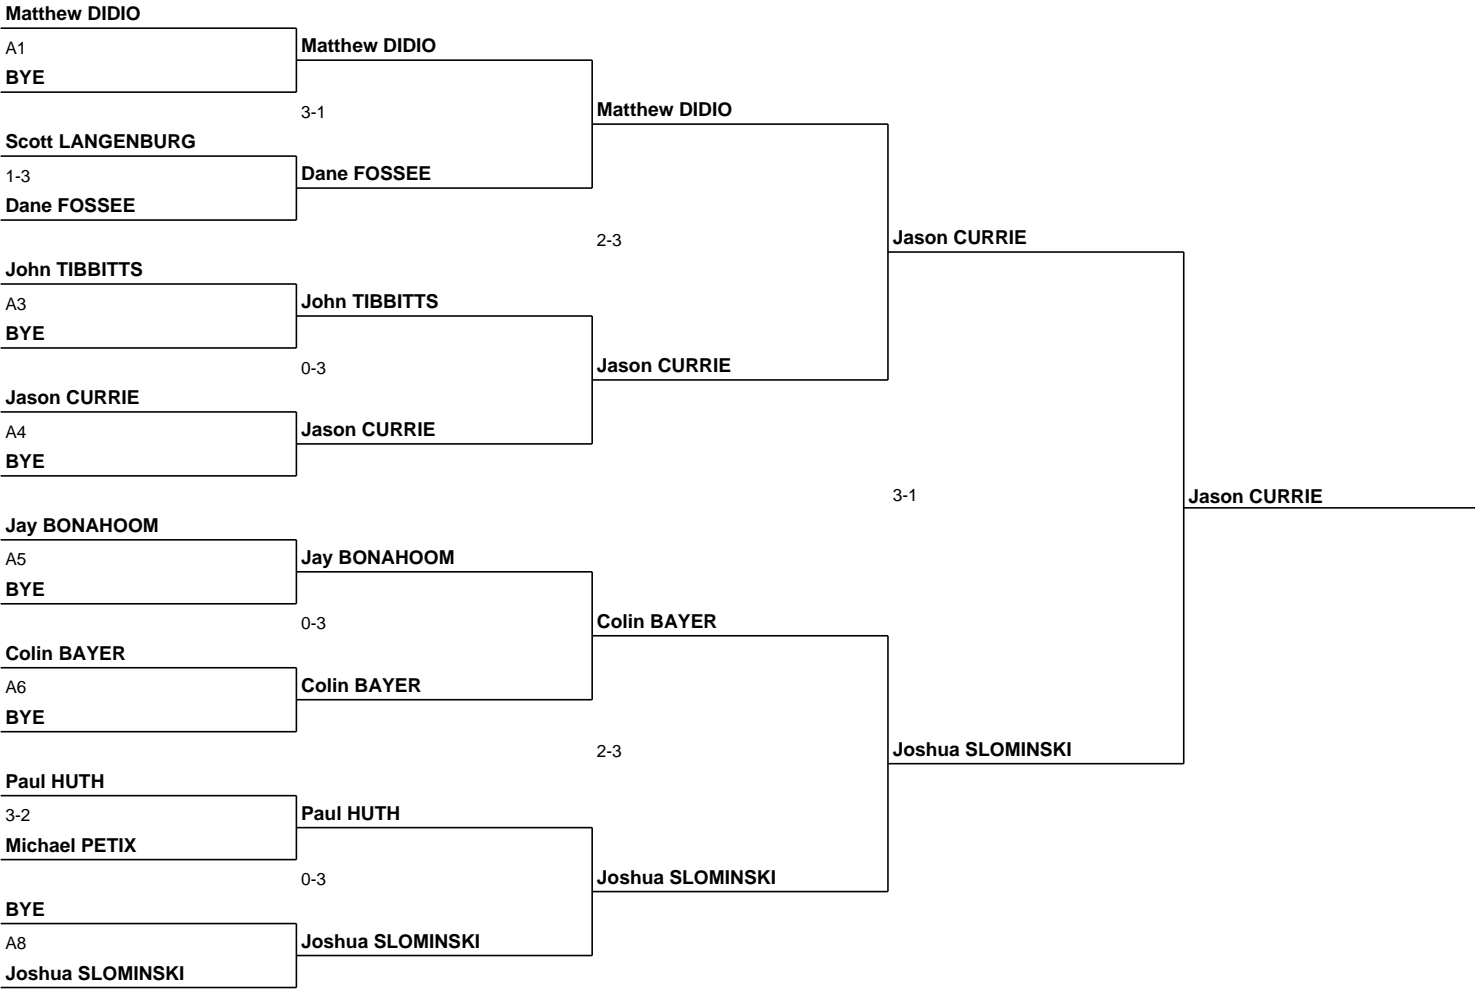 Matthew DIDIO
A1
BYE
Scott LANGENBURG
1-3
Dane FOSSEE
John TIBBITTS
A3
BYE
Jason CURRIE
A4
BYE
Jay BONAHOOM
A5
BYE
Colin BAYER
A6
BYE
Paul HUTH
3-2
Michael PETIX
BYE
A8
Joshua SLOMINSKI
Matthew DIDIO
3-1
Dane FOSSEE
John TIBBITTS
0-3
Jason CURRIE
Jay BONAHOOM
0-3
Colin BAYER
Paul HUTH
0-3
Joshua SLOMINSKI
Matthew DIDIO
2-3
Jason CURRIE
Colin BAYER
2-3
Joshua SLOMINSKI
Jason CURRIE
3-1
Joshua SLOMINSKI
Jason CURRIE